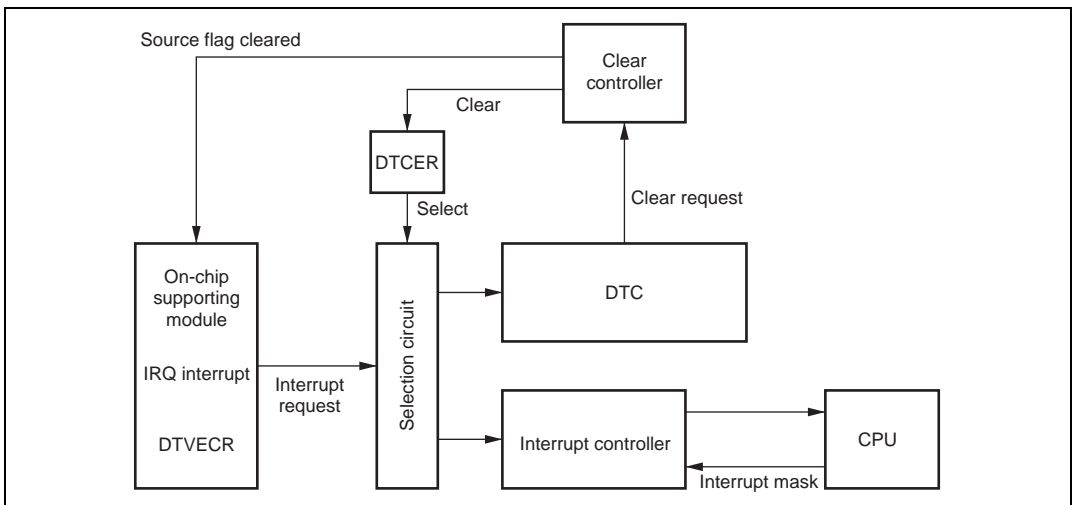 Source flag cleared
Clear
controller
Clear
DTCER
Select
Clear request
On-chip
supporting
module
IRQ interrupt
DTVECR
Interrupt
request
Selection circuit
DTC
Interrupt controller
CPU
Interrupt mask